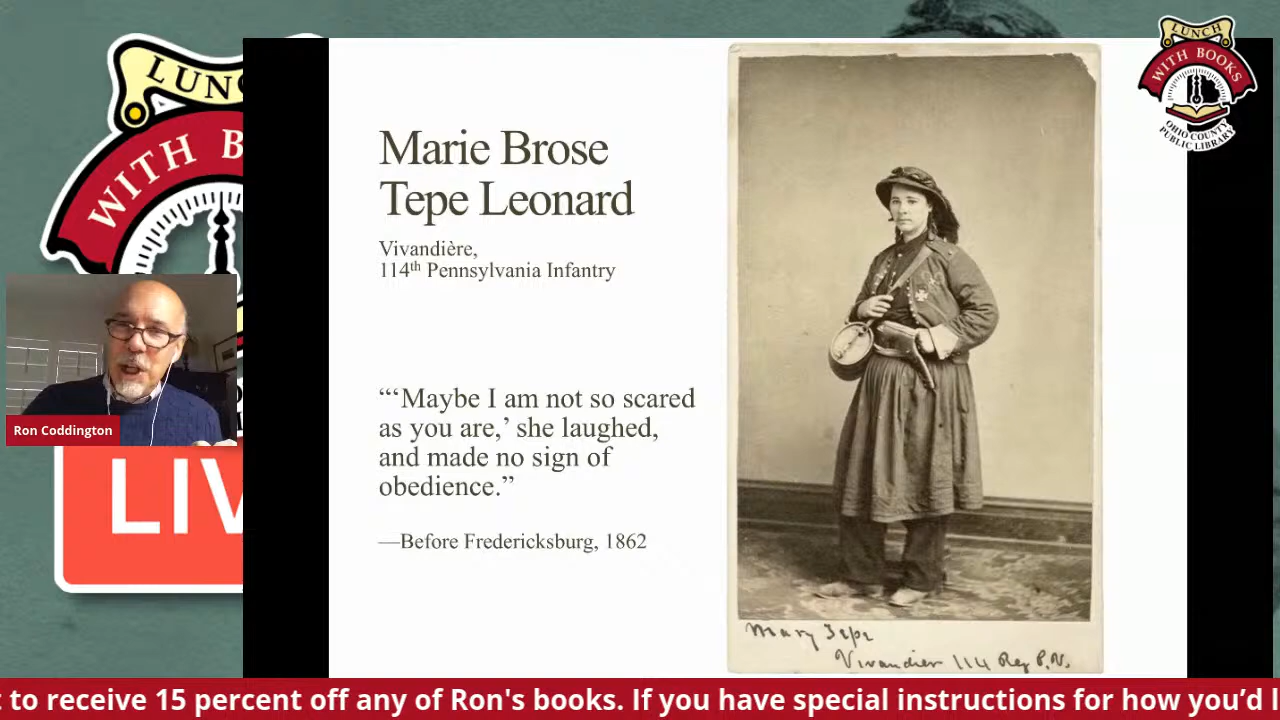 LUNCH
WITH BOOKS
OHIO COUNTY
PUBLIC LIBRARY
LUN
WITH B
Marie Brose
Tepe Leonard
Vivandière,
114th Pennsylvania Infantry
Ron Coddington
LIV
“‘Maybe I am not so scared
as you are,’ she laughed,
and made no sign of
obedience.”
—Before Fredericksburg, 1862
Mary Tepe
Vivandier 114 Reg P.V.
to receive 15 percent off any of Ron's books. If you have special instructions for how you’d l